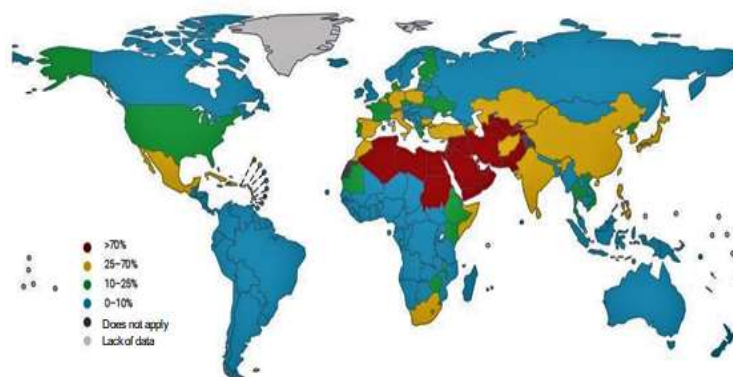 >70%
25–70%
10–25%
0–10%
Does not apply
Lack of data